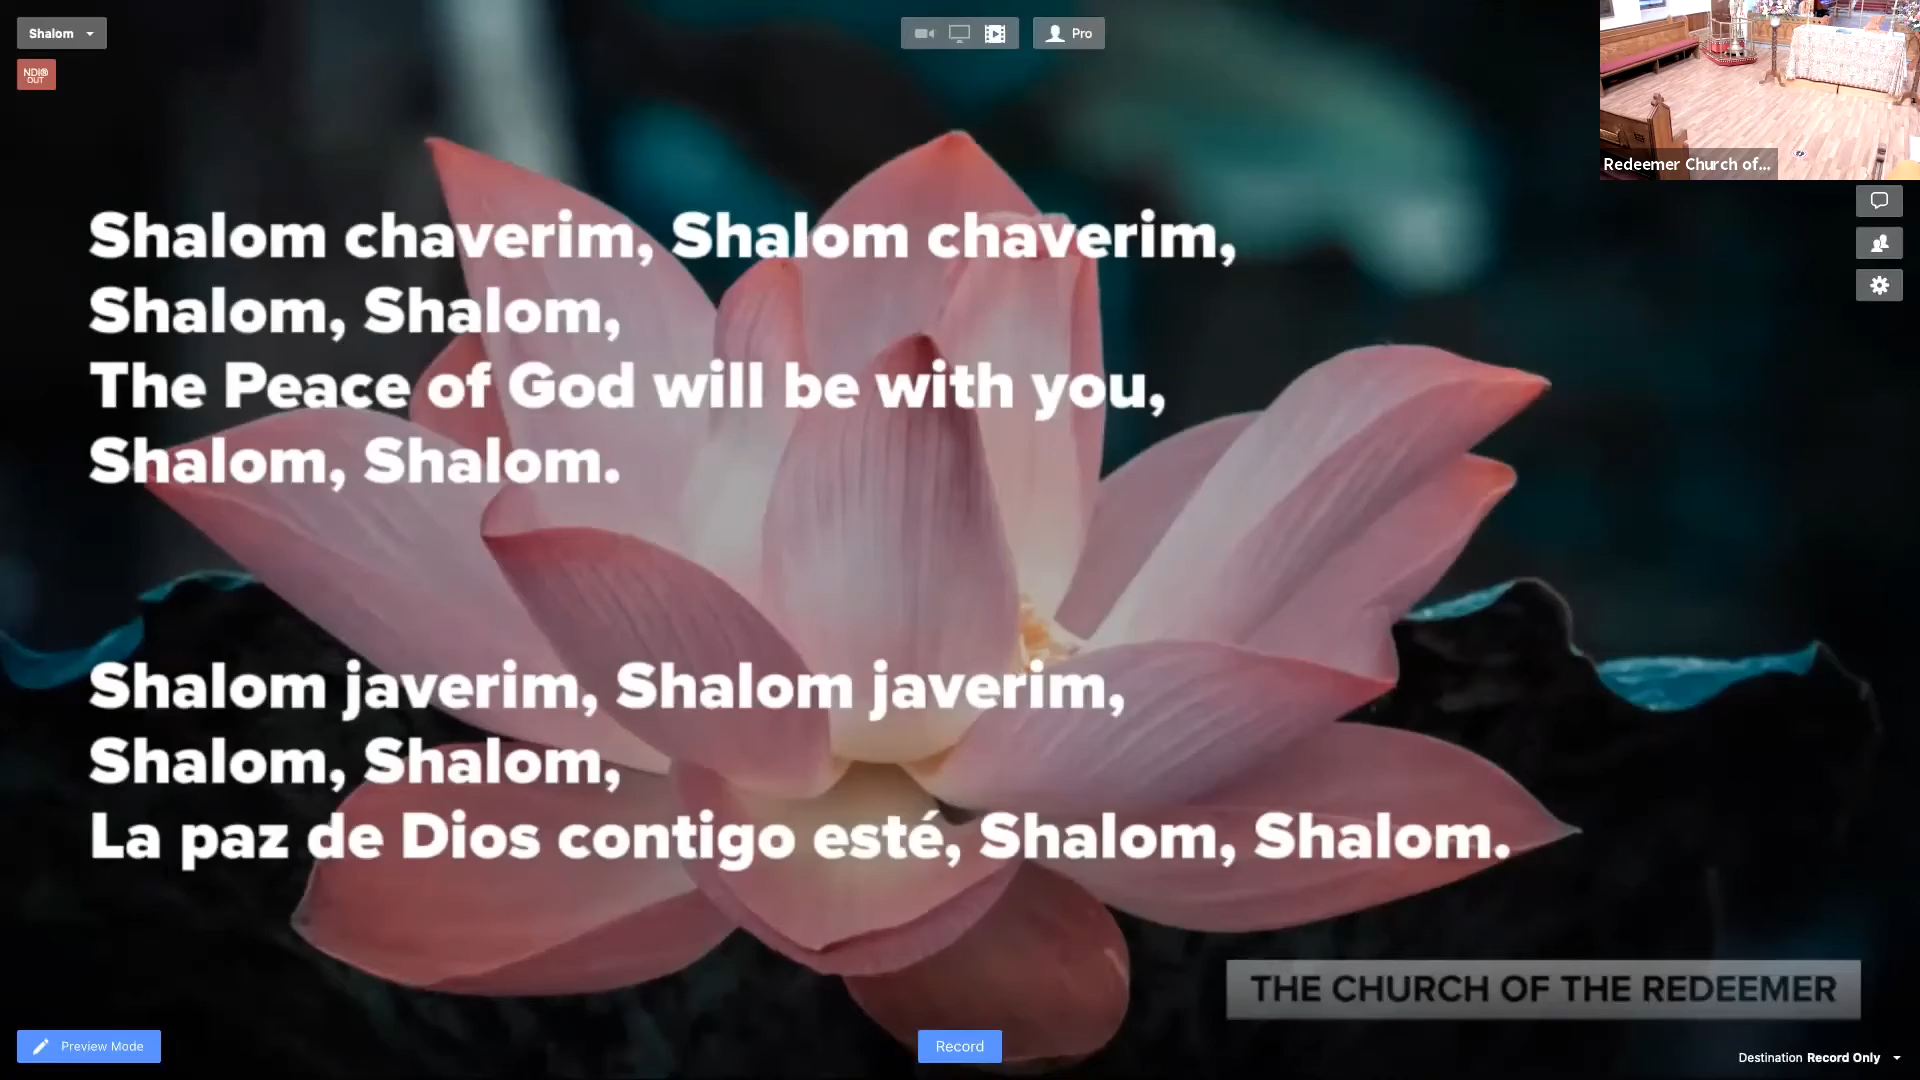 Shalom
Pro
NDI® OUT
Redeemer Church of...
Shalom chaverim, Shalom chaverim,
Shalom, Shalom,
The Peace of God will be with you,
Shalom, Shalom.
Shalom javerim, Shalom javerim,
Shalom, Shalom,
La paz de Dios contigo esté, Shalom, Shalom.
THE CHURCH OF THE REDEEMER
Preview Mode
Record
Destination Record Only